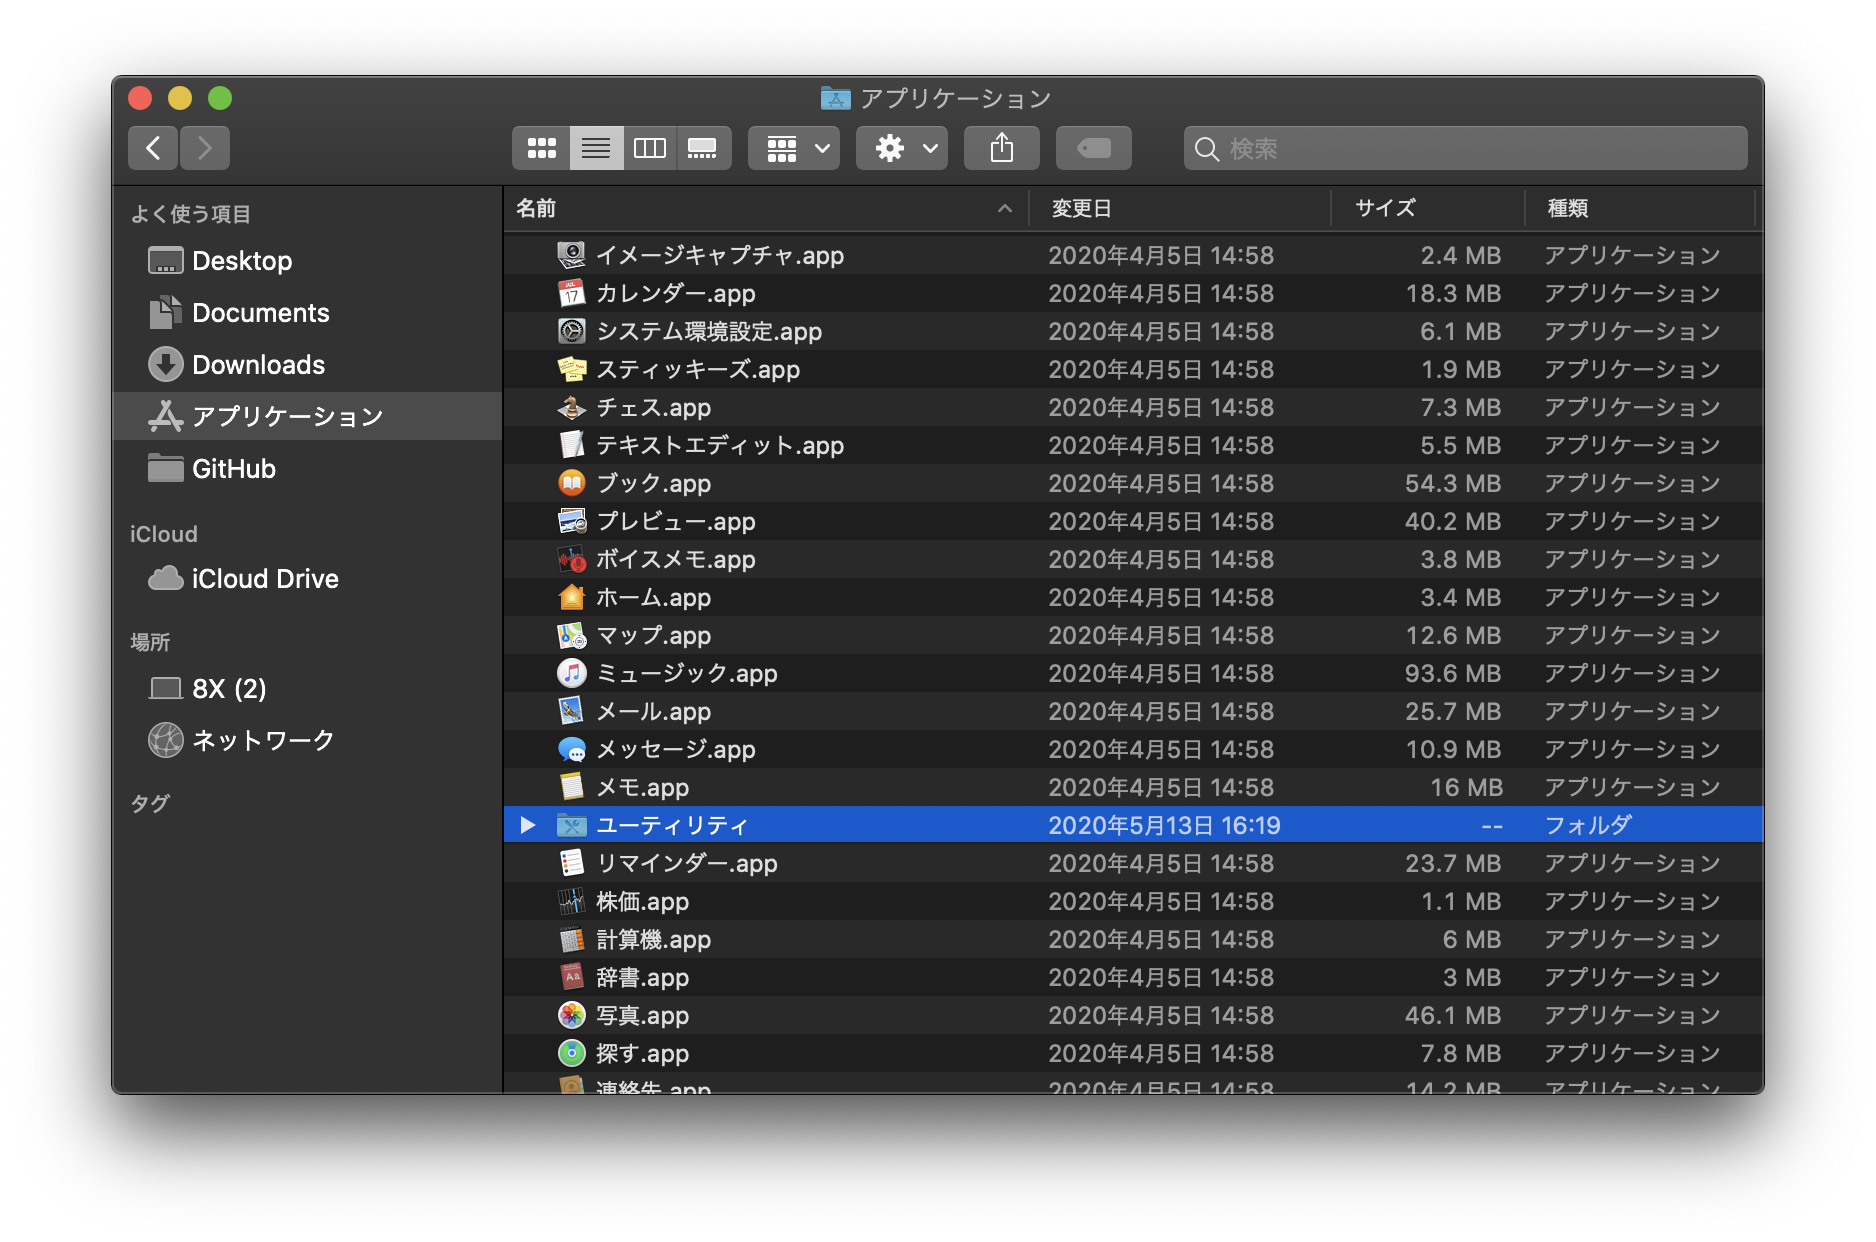 アプリケーション
検索
よく使う項目
Desktop
Documents
Downloads
アプリケーション
GitHub
iCloud
iCloud Drive
場所
8X (2)
ネットワーク
タグ
名前 変更日 サイズ 種類
イメージキャプチャ.app 2020年4月5日 14:58 2.4 MB アプリケーション
カレンダー.app 2020年4月5日 14:58 18.3 MB アプリケーション
システム環境設定.app 2020年4月5日 14:58 6.1 MB アプリケーション
スティッキーズ.app 2020年4月5日 14:58 1.9 MB アプリケーション
チェス.app 2020年4月5日 14:58 7.3 MB アプリケーション
テキストエディット.app 2020年4月5日 14:58 5.5 MB アプリケーション
ブック.app 2020年4月5日 14:58 54.3 MB アプリケーション
プレビュー.app 2020年4月5日 14:58 40.2 MB アプリケーション
ボイスメモ.app 2020年4月5日 14:58 3.8 MB アプリケーション
ホーム.app 2020年4月5日 14:58 3.4 MB アプリケーション
マップ.app 2020年4月5日 14:58 12.6 MB アプリケーション
ミュージック.app 2020年4月5日 14:58 93.6 MB アプリケーション
メール.app 2020年4月5日 14:58 25.7 MB アプリケーション
メッセージ.app 2020年4月5日 14:58 10.9 MB アプリケーション
メモ.app 2020年4月5日 14:58 16 MB アプリケーション
ユーティリティ 2020年5月13日 16:19 -- フォルダ
リマインダー.app 2020年4月5日 14:58 23.7 MB アプリケーション
株価.app 2020年4月5日 14:58 1.1 MB アプリケーション
計算機.app 2020年4月5日 14:58 6 MB アプリケーション
辞書.app 2020年4月5日 14:58 3 MB アプリケーション
写真.app 2020年4月5日 14:58 46.1 MB アプリケーション
探す.app 2020年4月5日 14:58 7.8 MB アプリケーション
連絡先.app 2020年4月5日 14:58 14.2 MB アプリケーション